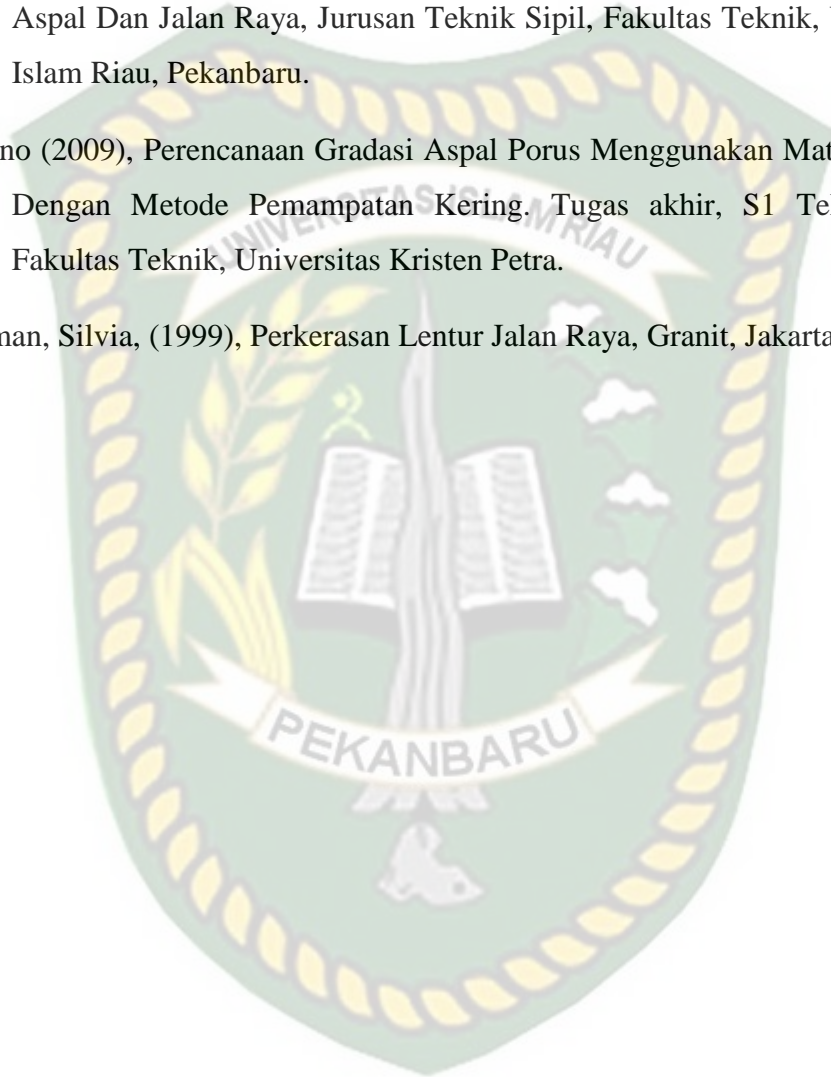 Aspal Dan Jalan Raya, Jurusan Teknik Sipil, Fakultas Teknik,
Islam Riau, Pekanbaru.
no (2009), Perencanaan Gradasi Aspal Porus Menggunakan Mat
Dengan Metode Pemampatan Kering. Tugas akhir, S1 Te
Fakultas Teknik, Universitas Kristen Petra.
man, Silvia, (1999), Perkerasan Lentur Jalan Raya, Granit, Jakarta
UNIVERSITAS ISLAM RIAU
PEKANBARU